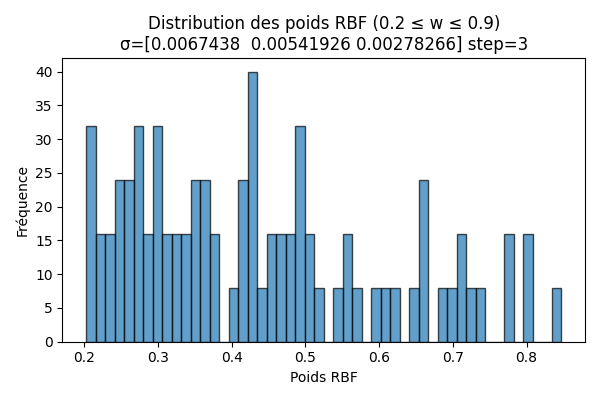 Distribution des poids RBF (0.2 ≤ w ≤ 0.9)
σ=[0.0067438  0.00541926 0.00278266] step=3
40
35
30
25
20
15
10
5
0
Fréquence
0.2 0.3 0.4 0.5 0.6 0.7 0.8
Poids RBF